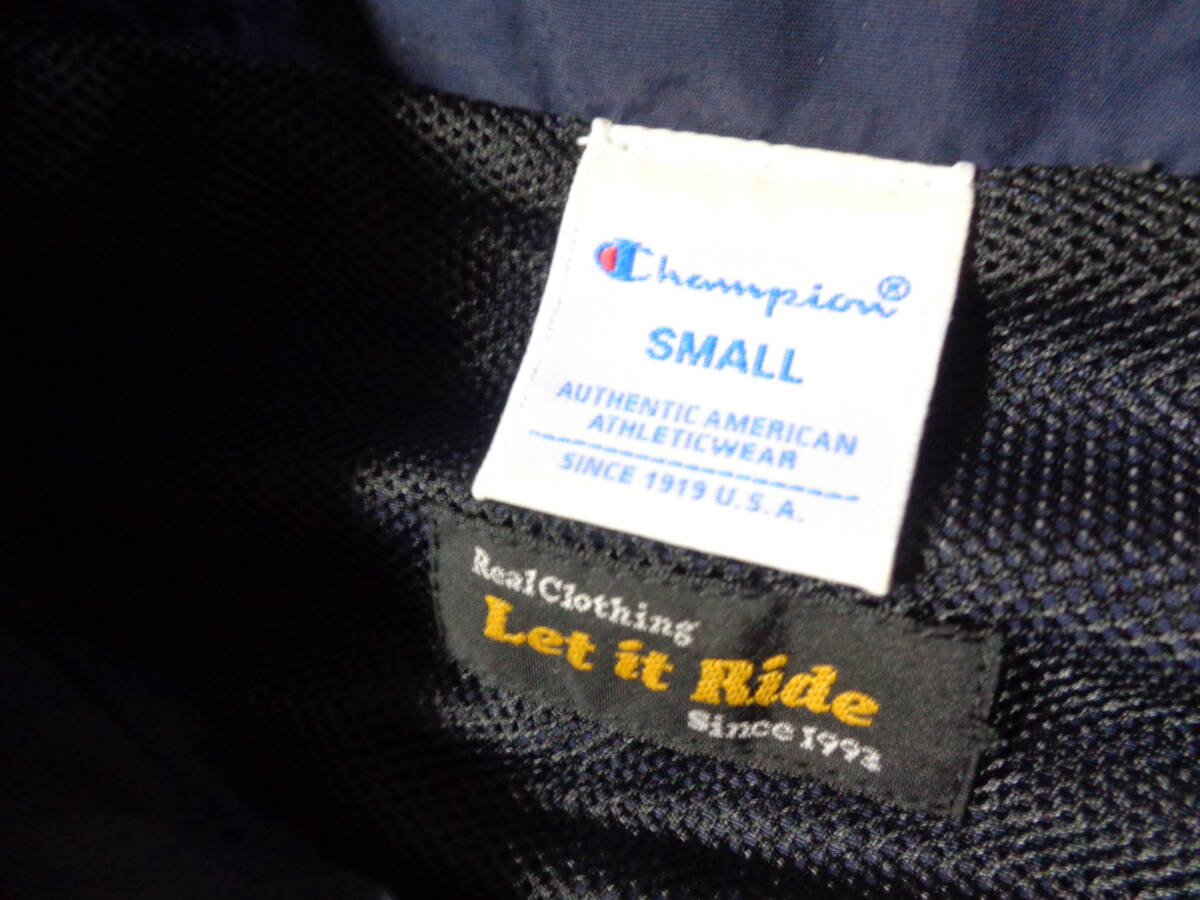 Champion®
SMALL
AUTHENTIC AMERICAN
ATHLETICWEAR
SINCE 1919 U.S.A.
RealClothing
Let it Ride
Since 1992